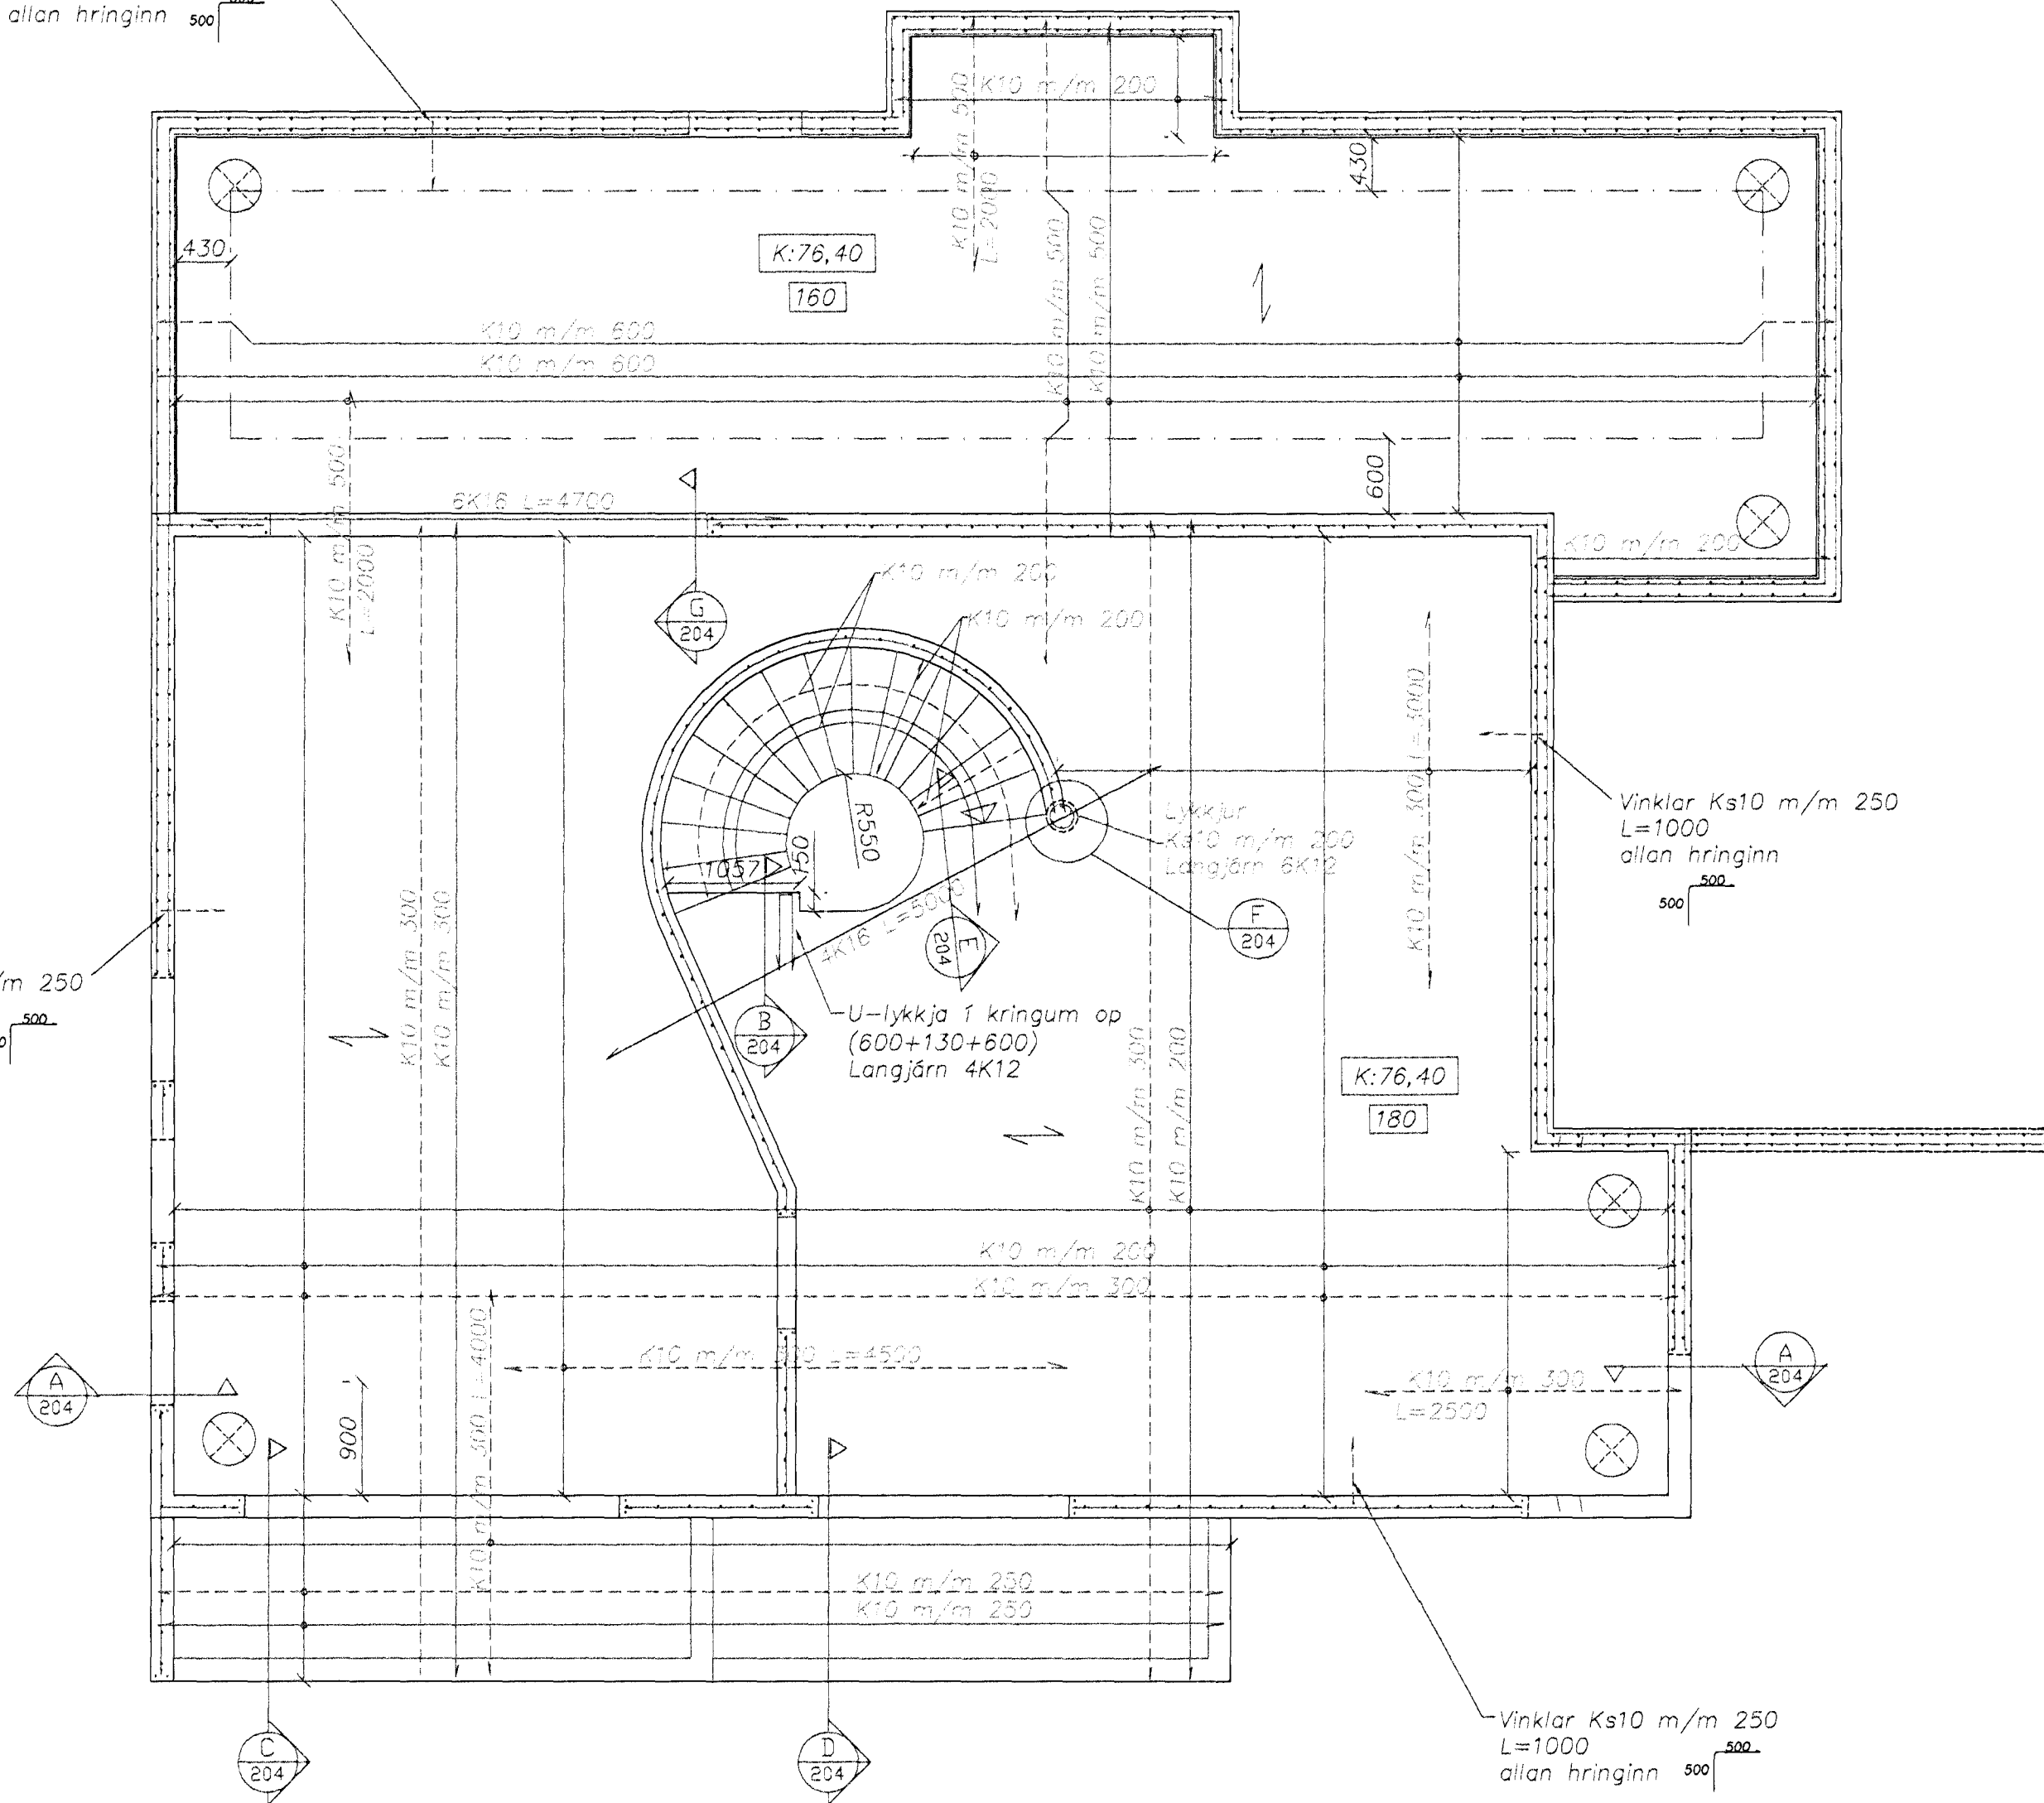 allan hringinn
500
K10 m/m 200
K10 m/m 500
L=2000
430
430
K:76,40
160
K10 m/m 500
K10 m/m 500
K10 m/m 600
K10 m/m 600
600
K10 m/m 500
L=2000
6K16 L=4700
K10 m/m 200
K10 m/m 200
K10 m/m 200
G
204
K10 m/m 300 L=3000
Vinklar Ks10 m/m 250
L=1000
allan hringinn
500
500
Lykkjur
Ks10 m/m 200
Langjárn 6K12
R550
150
1057
4K16 L=5000
E
204
F
204
/m 250
500
K10 m/m 300
K10 m/m 300
U-lykkja í kringum op
(600+130+600)
Langjárn 4K12
B
204
K10 m/m 300
K10 m/m 200
K:76,40
180
K10 m/m 200
K10 m/m 300
K10 m/m 300 L=4500
K10 m/m 300
L=2500
A
204
A
204
900
K10 m/m 300 L=4000
K10 m/m 250
K10 m/m 250
C
204
D
204
Vinklar Ks10 m/m 250
L=1000
allan hringinn
500
500